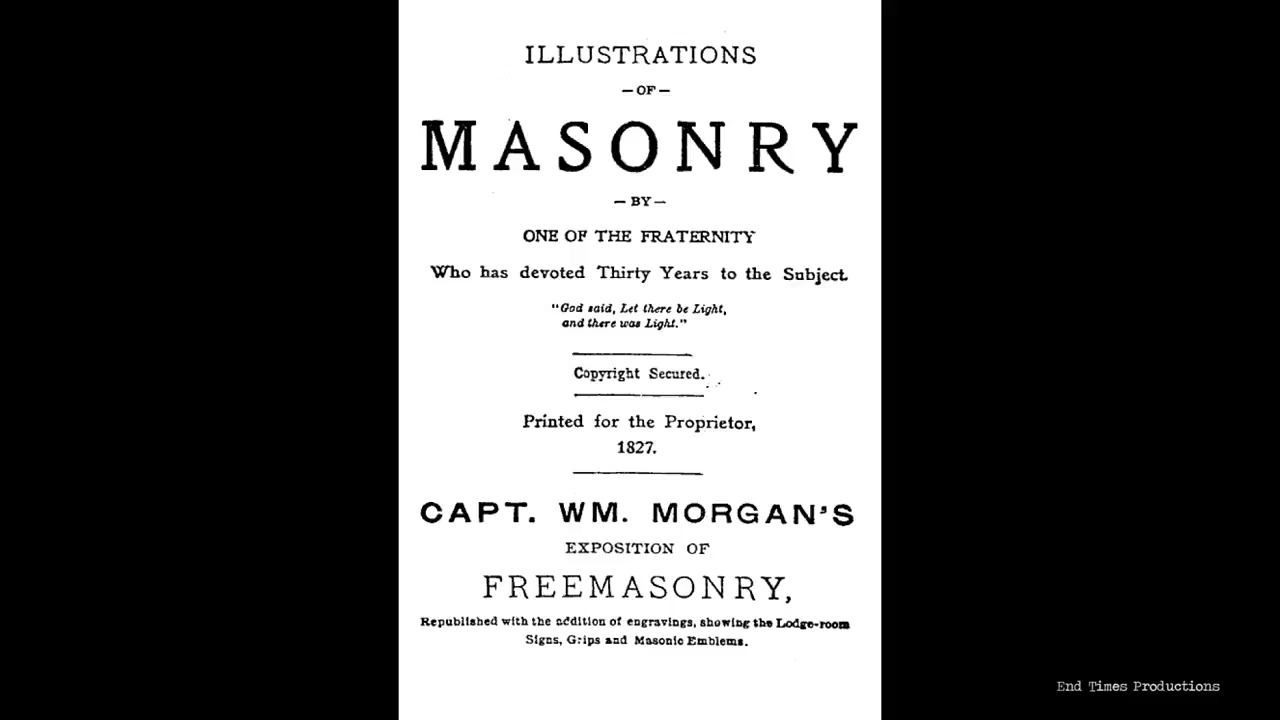 ILLUSTRATIONS
—OF—
MASONRY
—BY—
ONE OF THE FRATERNITY
Who has devoted Thirty Years to the Subject.
"God said, Let there be Light,
and there was Light."
Copyright Secured.
Printed for the Proprietor,
1827.
CAPT. WM. MORGAN'S
EXPOSITION OF
FREEMASONRY,
Republished with the addition of engravings, showing the Lodge-room
Signs, Grips and Masonic Emblems.
End Times Productions